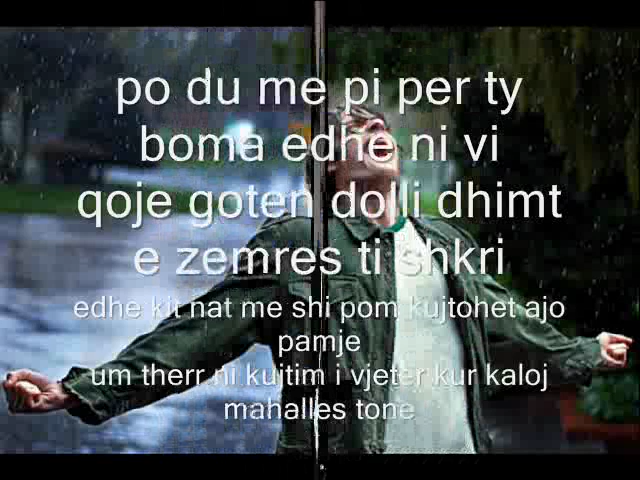 po du me pi per ty
boma edhe ni vi
qoje goten dolli dhimt
e zemres ti shkri
edhe kit nat me shi pom kujtohet ajo
pamje
um therr ni kujtim i vjeter kur kaloj
mahalles tone